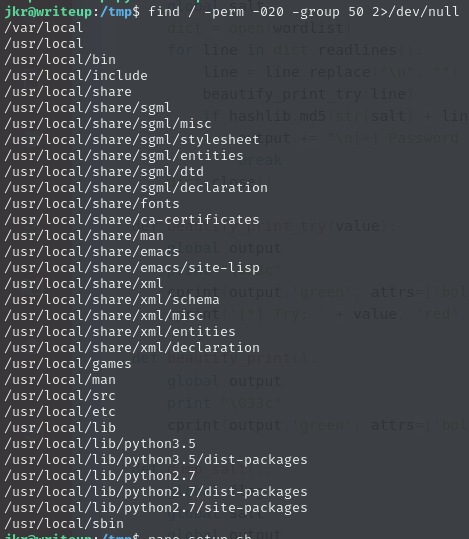 jkr@writeup:/tmp$ find / -perm -020 -group 50 2>/dev/null
/var/local
/usr/local
/usr/local/bin
/usr/local/include
/usr/local/share
/usr/local/share/sgml
/usr/local/share/sgml/misc
/usr/local/share/sgml/stylesheet
/usr/local/share/sgml/entities
/usr/local/share/sgml/dtd
/usr/local/share/sgml/declaration
/usr/local/share/fonts
/usr/local/share/ca-certificates
/usr/local/share/man
/usr/local/share/emacs
/usr/local/share/emacs/site-lisp
/usr/local/share/xml
/usr/local/share/xml/schema
/usr/local/share/xml/misc
/usr/local/share/xml/entities
/usr/local/share/xml/declaration
/usr/local/games
/usr/local/man
/usr/local/src
/usr/local/etc
/usr/local/lib
/usr/local/lib/python3.5
/usr/local/lib/python3.5/dist-packages
/usr/local/lib/python2.7
/usr/local/lib/python2.7/dist-packages
/usr/local/lib/python2.7/site-packages
/usr/local/sbin
jkr@writeup:/tmp$ nano setup.sh